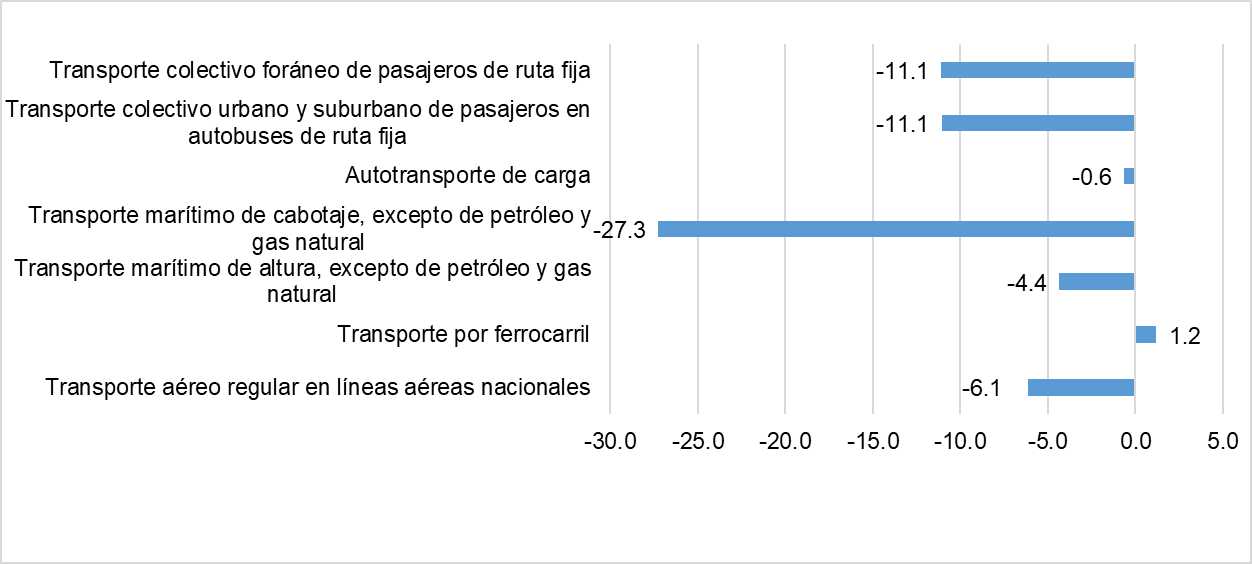 Transporte colectivo foráneo de pasajeros de ruta fija
-11.1
Transporte colectivo urbano y suburbano de pasajeros en
autobuses de ruta fija
-11.1
Autotransporte de carga
-0.6
Transporte marítimo de cabotaje, excepto de petróleo y
gas natural
-27.3
Transporte marítimo de altura, excepto de petróleo y gas
natural
-4.4
Transporte por ferrocarril
1.2
Transporte aéreo regular en líneas aéreas nacionales
-6.1
-30.0 -25.0 -20.0 -15.0 -10.0 -5.0 0.0 5.0